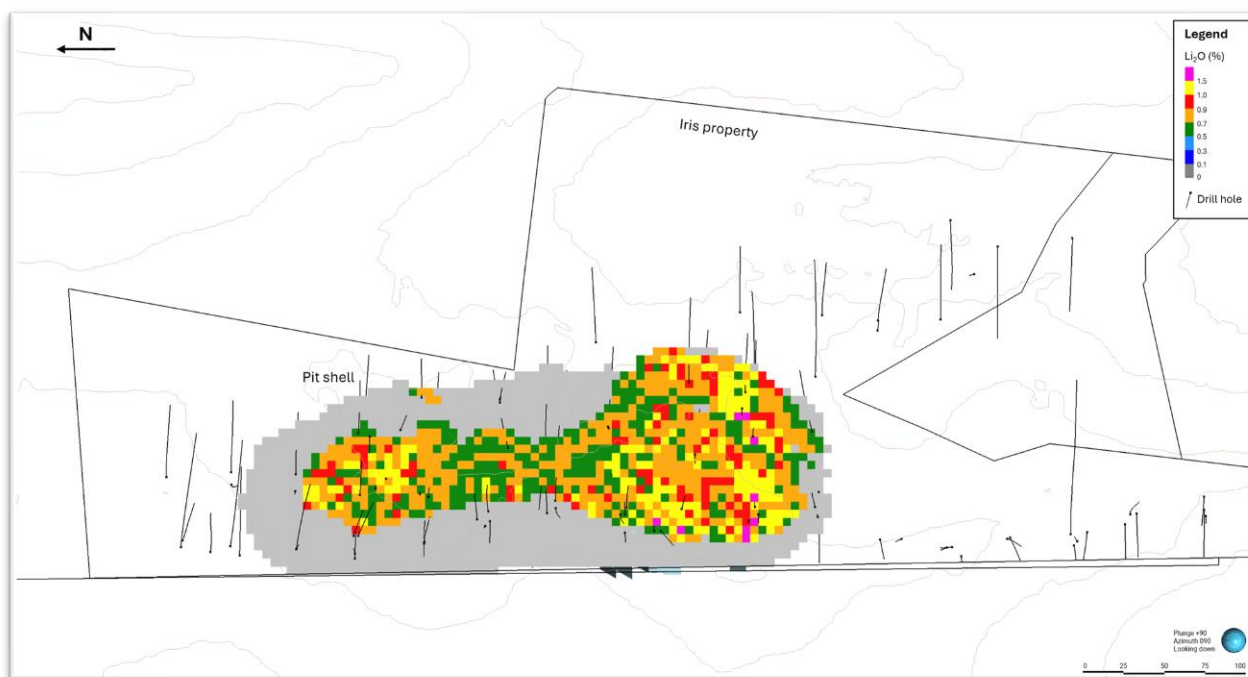 N
Legend
Li₂O (%)
1.5
1.0
0.9
0.7
0.5
0.3
0.1
0
Drill hole
Iris property
Pit shell
Plunge +90
Azimuth 090
Looking down
0 25 50 75 100